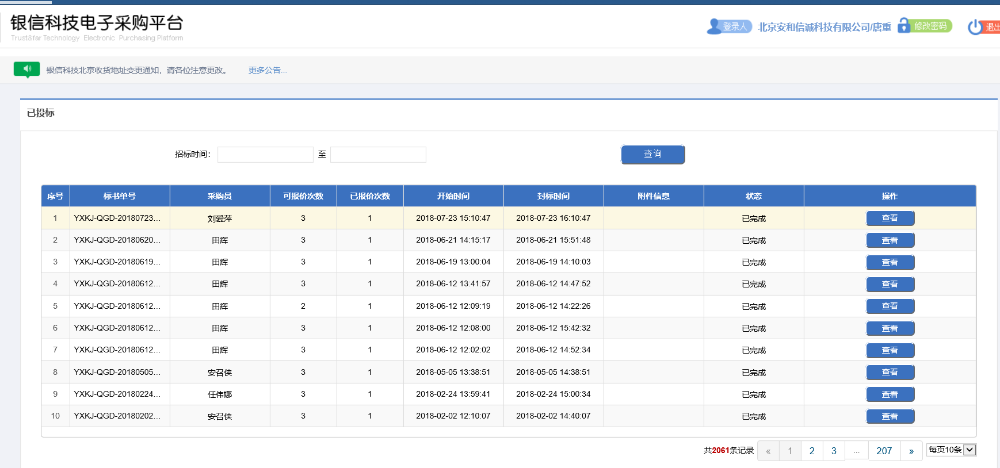 银信科技电子采购平台
Trust&far Technology Electronic Purchasing Platform
登录人 北京安和信诚科技有限公司/唐重 修改密码 退出
银信科技北京收货地址变更通知，请各位注意更改。 更多公告...
已投标
招标时间： 至 查询
序号 标书单号 采购员 可报价次数 已报价次数 开始时间 封标时间 附件信息 状态 操作
1 YXKJ-QGD-20180723... 刘爱萍 3 1 2018-07-23 15:10:47 2018-07-23 16:10:47 已完成 查看
2 YXKJ-QGD-20180620... 田辉 3 1 2018-06-21 14:15:17 2018-06-21 15:51:48 已完成 查看
3 YXKJ-QGD-20180619... 田辉 3 1 2018-06-19 13:00:04 2018-06-19 14:10:03 已完成 查看
4 YXKJ-QGD-20180612... 田辉 3 1 2018-06-12 13:41:57 2018-06-12 14:47:52 已完成 查看
5 YXKJ-QGD-20180612... 田辉 2 1 2018-06-12 12:09:19 2018-06-12 14:22:26 已完成 查看
6 YXKJ-QGD-20180612... 田辉 3 1 2018-06-12 12:08:00 2018-06-12 15:42:32 已完成 查看
7 YXKJ-QGD-20180612... 田辉 3 1 2018-06-12 12:02:02 2018-06-12 14:52:34 已完成 查看
8 YXKJ-QGD-20180505... 安召侠 3 1 2018-05-05 13:38:51 2018-05-05 14:38:51 已完成 查看
9 YXKJ-QGD-20180224... 任伟娜 3 1 2018-02-24 13:59:41 2018-02-24 15:00:34 已完成 查看
10 YXKJ-QGD-20180202... 安召侠 3 1 2018-02-02 12:10:07 2018-02-02 14:40:07 已完成 查看
共2061条记录 « 1 2 3 ... 207 » 每页10条